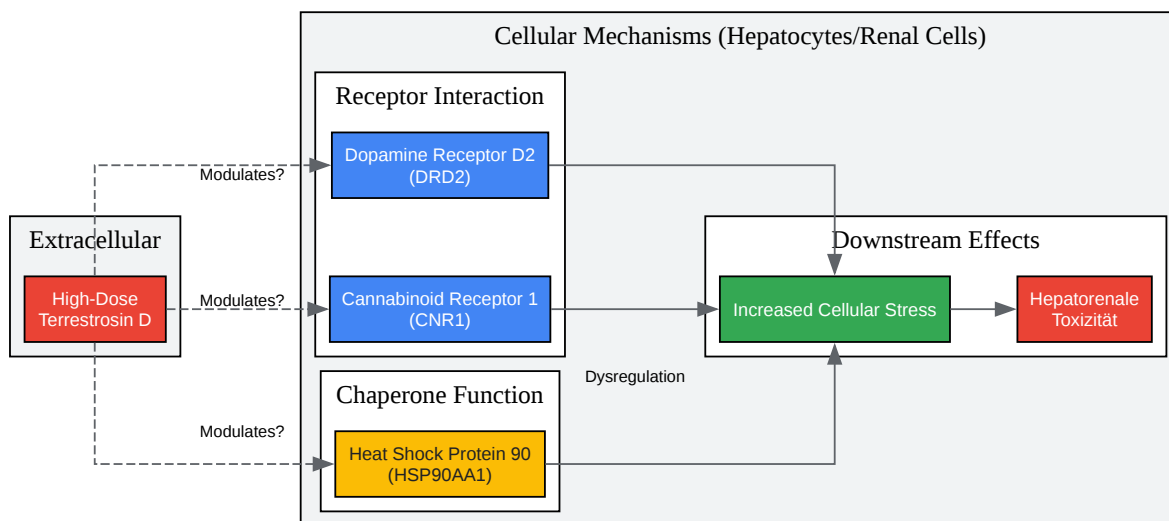 Cellular Mechanisms (Hepatocytes/Renal Cells)
Receptor Interaction
Dopamine Receptor D2
(DRD2)
Modulates?
Extracellular
High-Dose
Terrestrosin D
Modulates?
Cannabinoid Receptor 1
(CNR1)
Downstream Effects
Increased Cellular Stress
Hepatorenale
Toxizität
Dysregulation
Chaperone Function
Modulates?
Heat Shock Protein 90
(HSP90AA1)